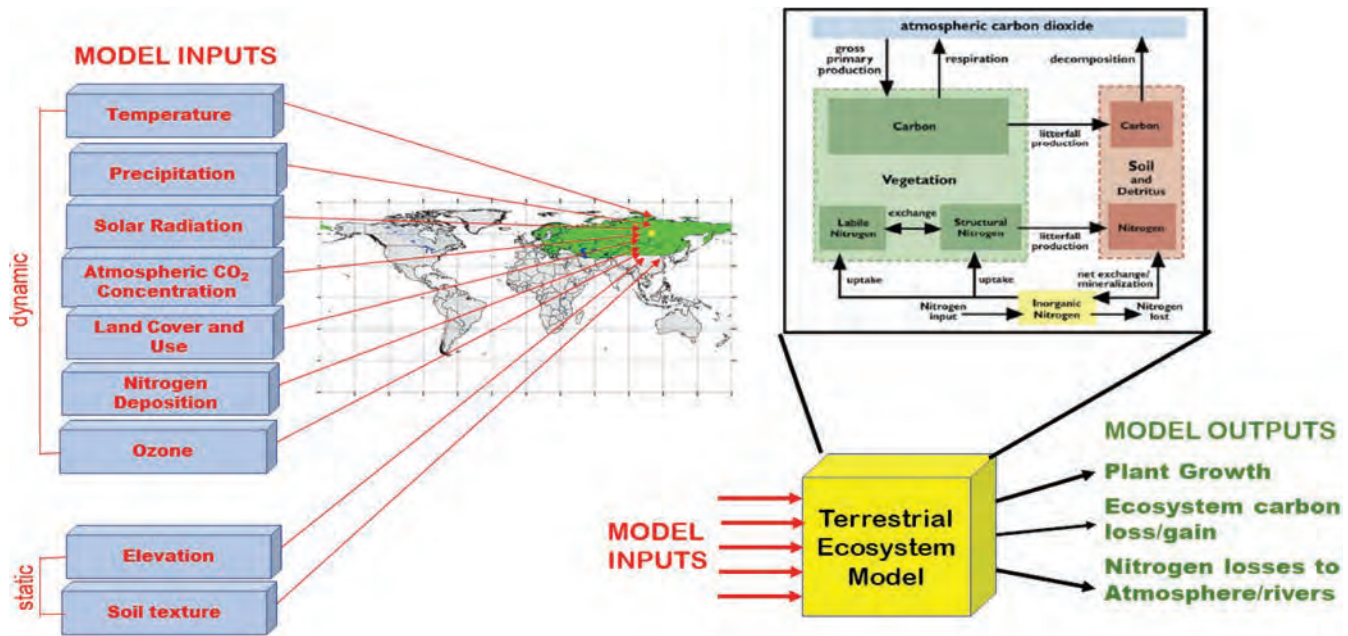 MODEL INPUTS
dynamic
Temperature
Precipitation
Solar Radiation
Atmospheric CO₂
Concentration
Land Cover and
Use
Nitrogen
Deposition
Ozone
static
Elevation
Soil texture
atmospheric carbon dioxide
gross
primary
production
respiration
decomposition
Carbon
litterfall
production
Carbon
Vegetation
Soil
and
Detritus
Labile
Nitrogen
exchange
Structural
Nitrogen
litterfall
production
Nitrogen
uptake
uptake
net exchange/
mineralization
Nitrogen
input
Inorganic
Nitrogen
Nitrogen
lost
MODEL
INPUTS
Terrestrial
Ecosystem
Model
MODEL OUTPUTS
Plant Growth
Ecosystem carbon
loss/gain
Nitrogen losses to
Atmosphere/rivers